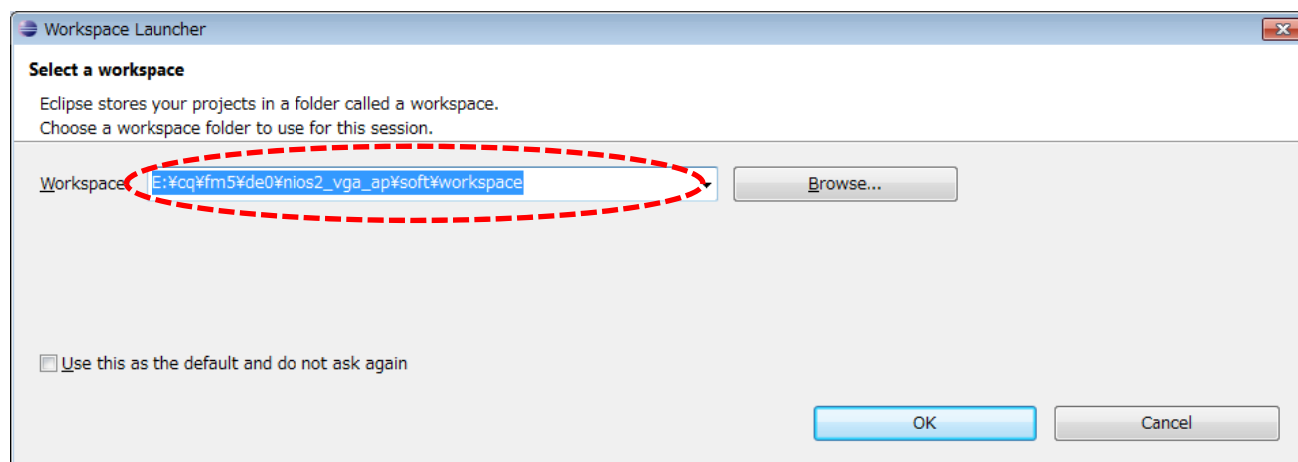 Workspace Launcher
Select a workspace
Eclipse stores your projects in a folder called a workspace.
Choose a workspace folder to use for this session.
Workspace E:¥cq¥fm5¥de0¥nios2_vga_ap¥soft¥workspace Browse...
Use this as the default and do not ask again
OK Cancel